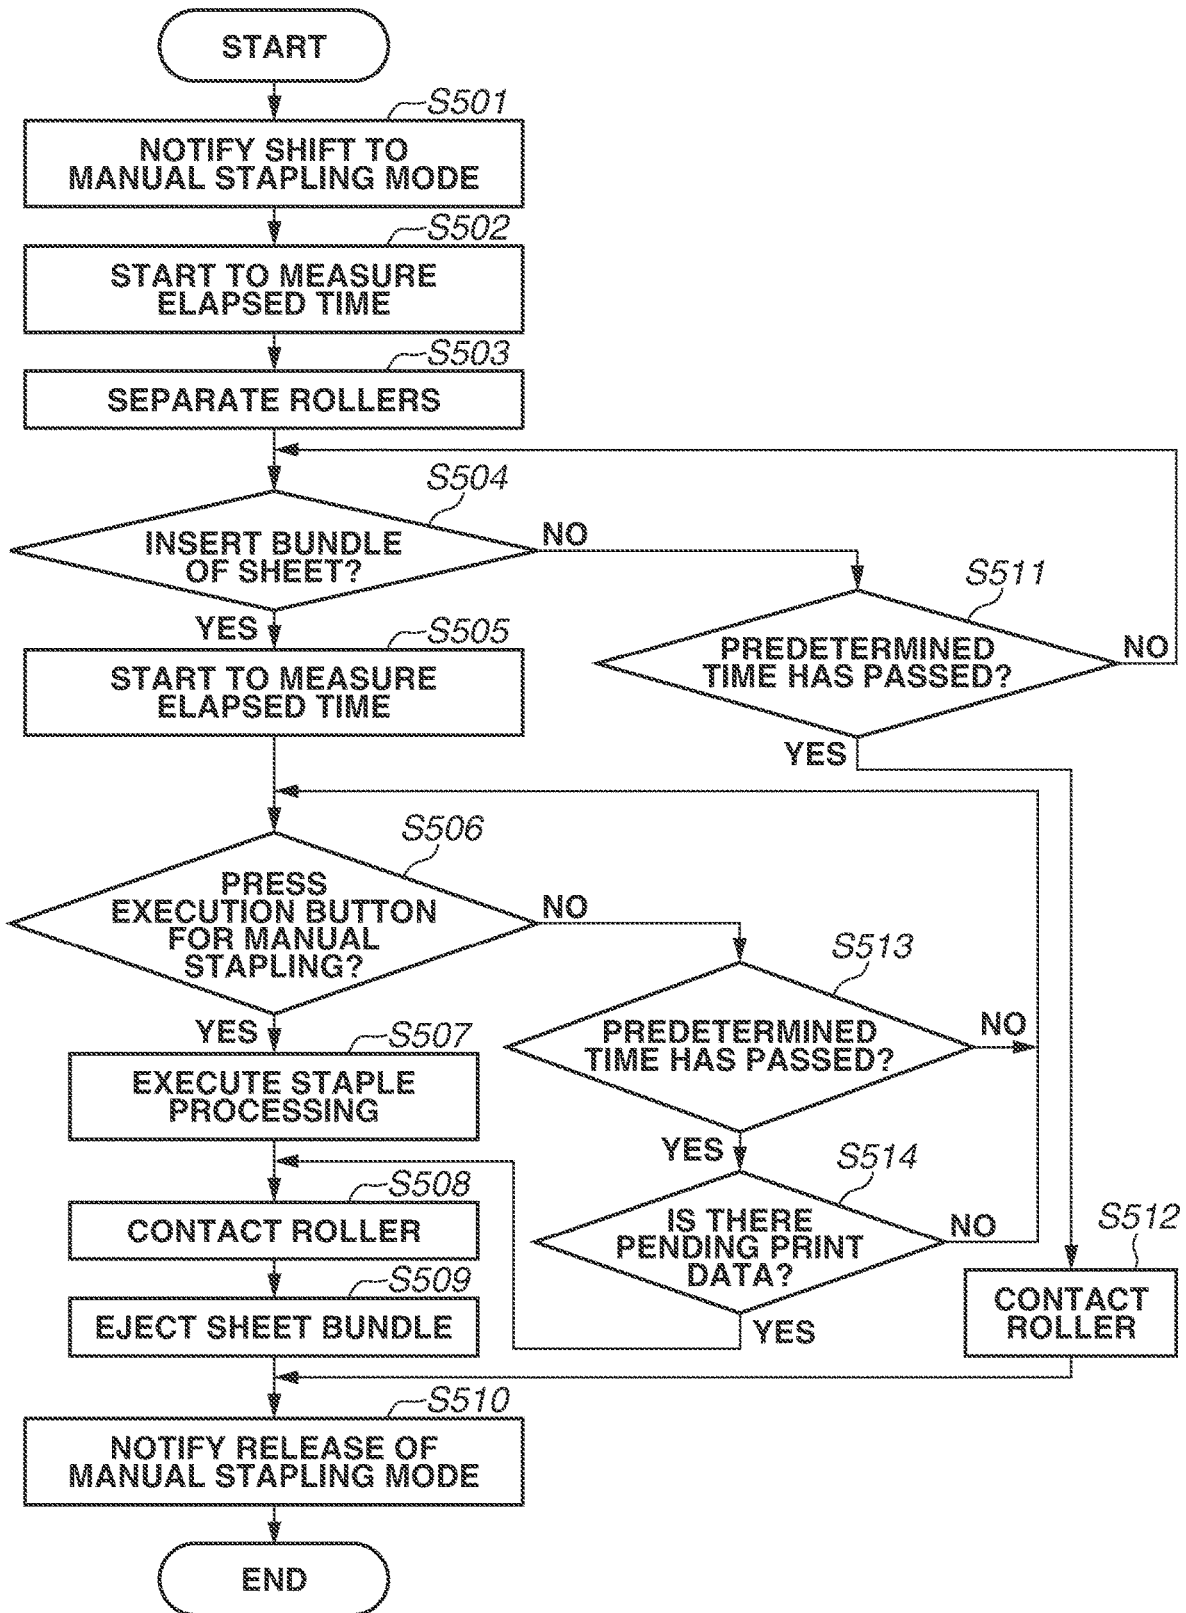 START
S501
NOTIFY SHIFT TO
MANUAL STAPLING MODE
S502
START TO MEASURE
ELAPSED TIME
S503
SEPARATE ROLLERS
S504
INSERT BUNDLE
OF SHEET?
NO
YES
S511
PREDETERMINED
TIME HAS PASSED?
NO
YES
S505
START TO MEASURE
ELAPSED TIME
S506
PRESS
EXECUTION BUTTON
FOR MANUAL
STAPLING?
NO
YES
S513
PREDETERMINED
TIME HAS PASSED?
NO
YES
S507
EXECUTE STAPLE
PROCESSING
S514
IS THERE
PENDING PRINT
DATA?
NO
YES
S508
CONTACT ROLLER
S512
CONTACT
ROLLER
S509
EJECT SHEET BUNDLE
S510
NOTIFY RELEASE OF
MANUAL STAPLING MODE
END